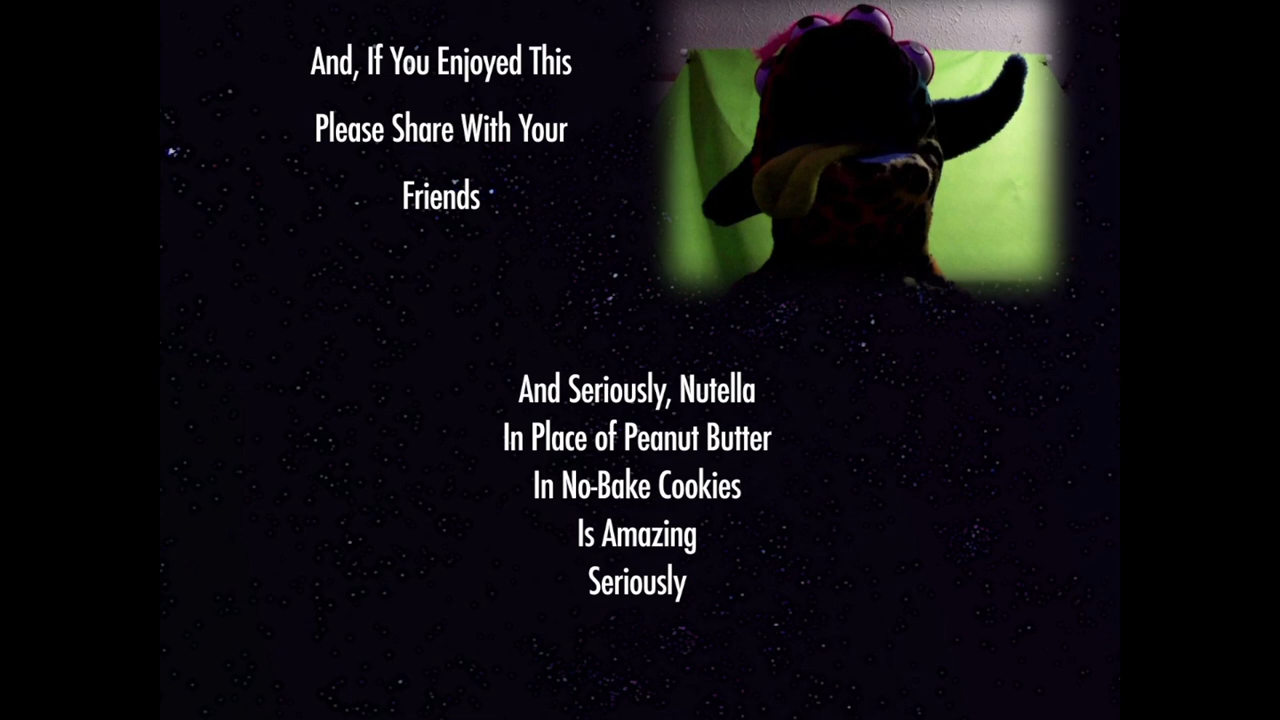 And, If You Enjoyed This
Please Share With Your
Friends
And Seriously, Nutella
In Place of Peanut Butter
In No-Bake Cookies
Is Amazing
Seriously